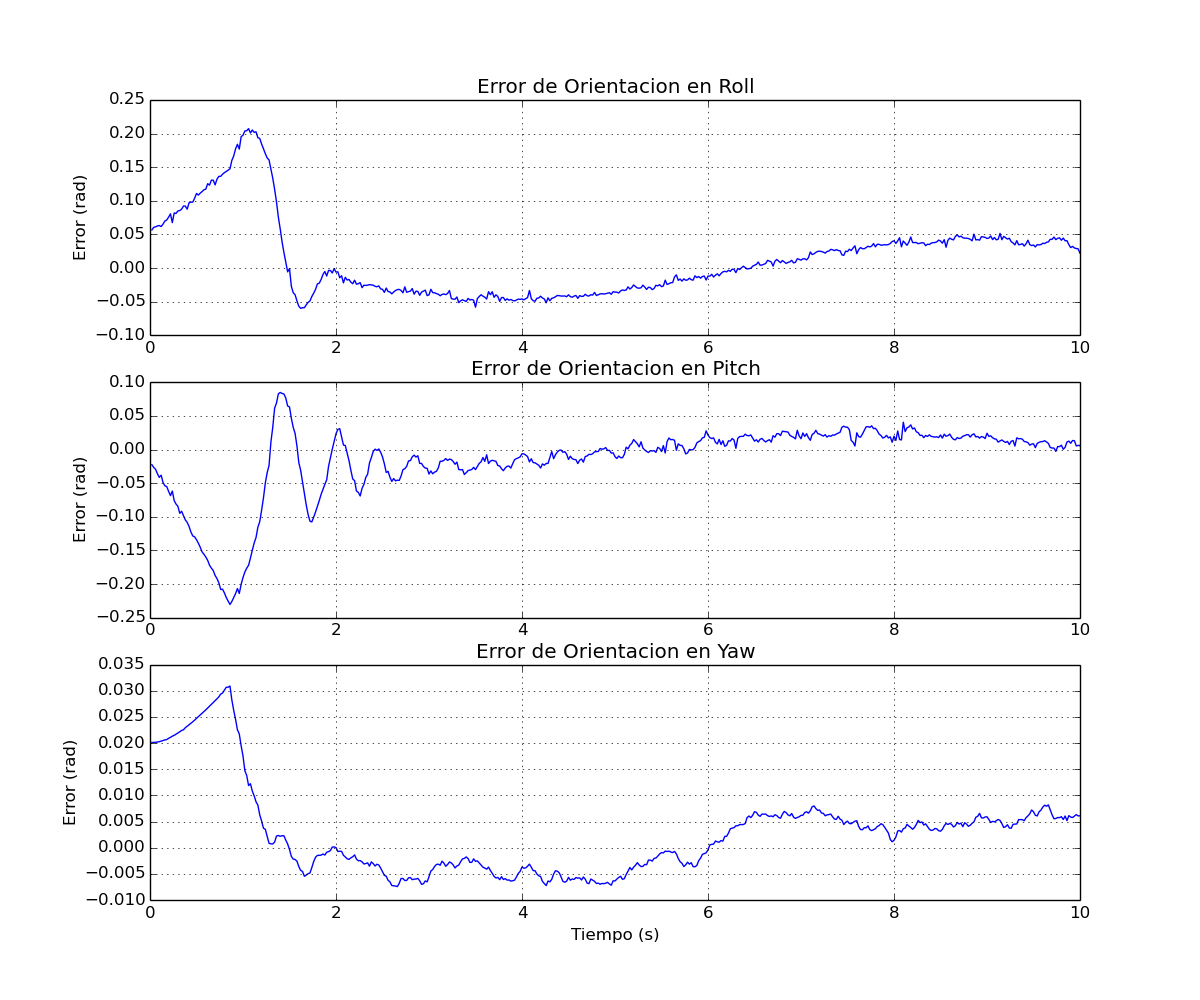 Error de Orientacion en Roll
0.25
0.20
0.15
0.10
0.05
0.00
−0.05
−0.10
Error (rad)
0 2 4 6 8 10
Error de Orientacion en Pitch
0.10
0.05
0.00
−0.05
−0.10
−0.15
−0.20
−0.25
Error (rad)
0 2 4 6 8 10
Error de Orientacion en Yaw
0.035
0.030
0.025
0.020
0.015
0.010
0.005
0.000
−0.005
−0.010
Error (rad)
0 2 4 6 8 10
Tiempo (s)